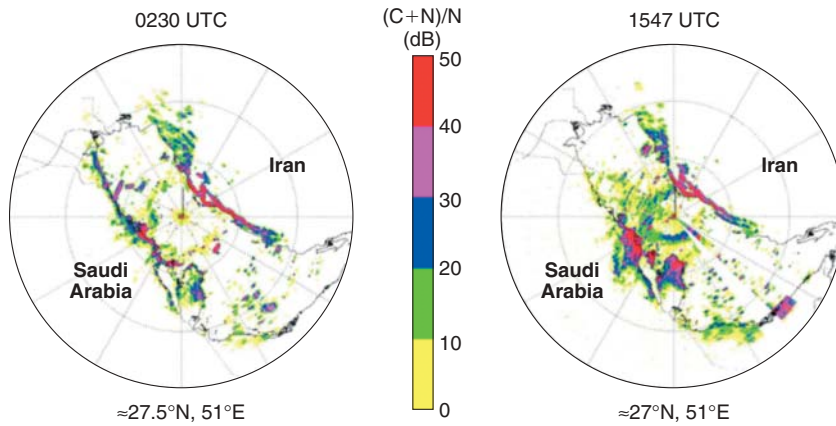 0230 UTC
(C+N)/N
(dB)
1547 UTC
50
40
30
20
10
0
Iran
Saudi
Arabia
Iran
Saudi
Arabia
≈27.5°N, 51°E
≈27°N, 51°E